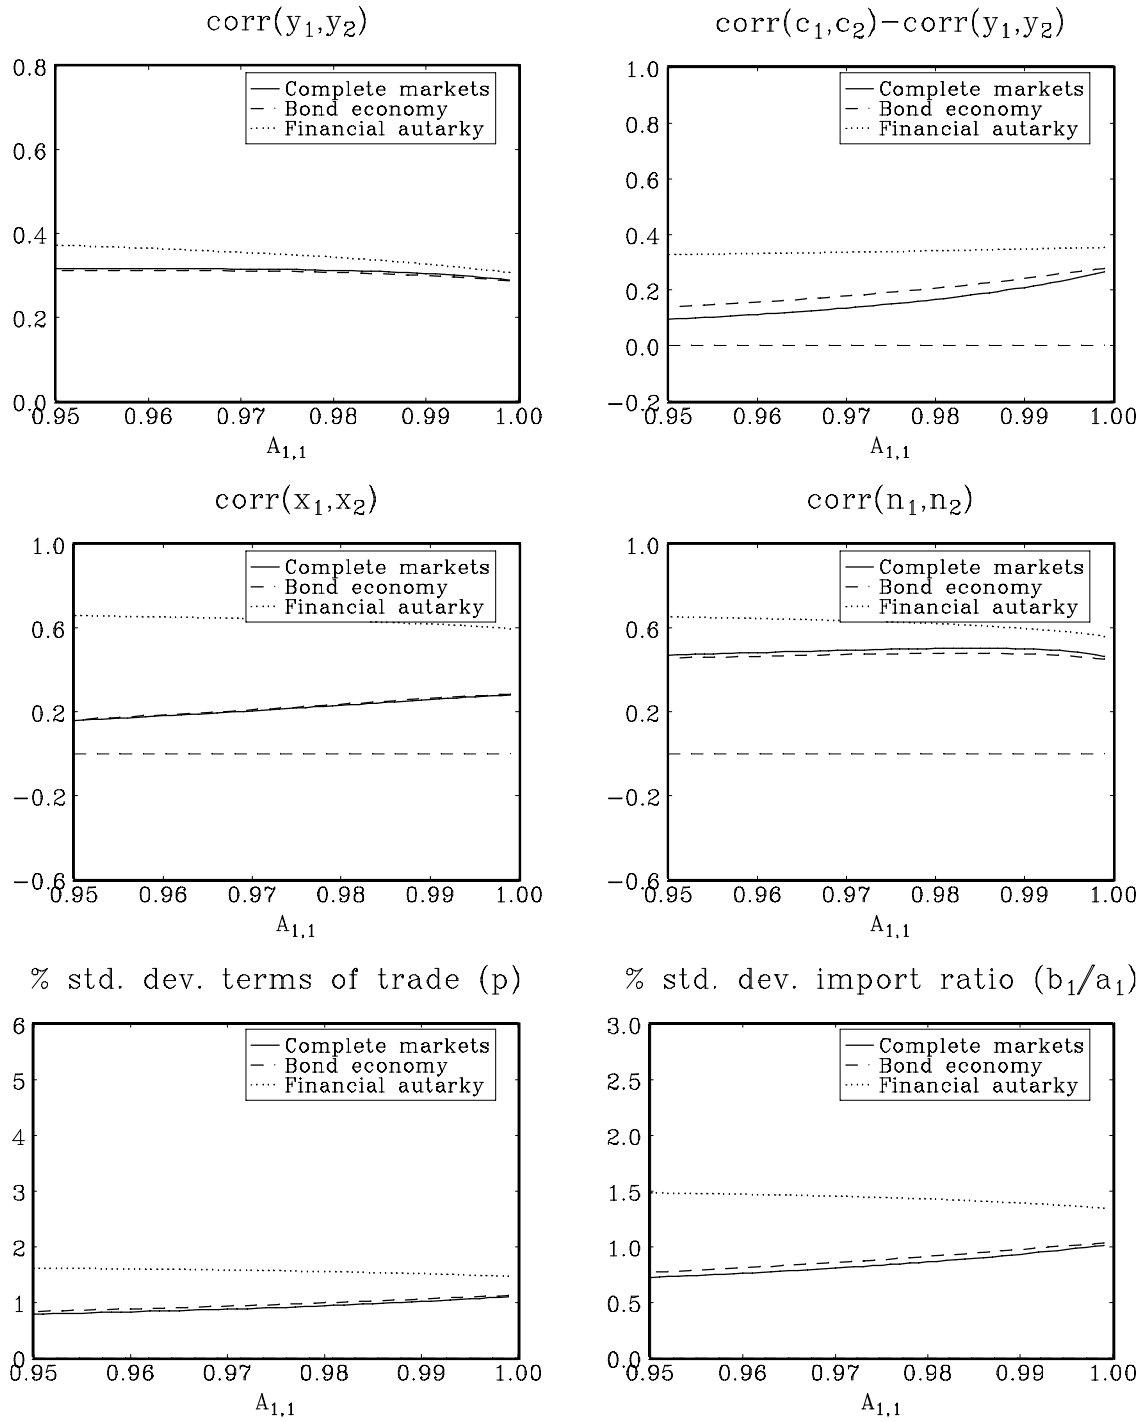 corr(y1,y2)
0.8
0.6
0.4
0.2
0.0
Complete markets
Bond economy
Financial autarky
0.95 0.96 0.97 0.98 0.99 1.00
A1,1
corr(c1,c2)−corr(y1,y2)
1.0
0.8
0.6
0.4
0.2
0.0
−0.2
Complete markets
Bond economy
Financial autarky
0.95 0.96 0.97 0.98 0.99 1.00
A1,1
corr(x1,x2)
1.0
0.6
0.2
−0.2
−0.6
Complete markets
Bond economy
Financial autarky
0.95 0.96 0.97 0.98 0.99 1.00
A1,1
corr(n1,n2)
1.0
0.6
0.2
−0.2
−0.6
Complete markets
Bond economy
Financial autarky
0.95 0.96 0.97 0.98 0.99 1.00
A1,1
% std. dev. terms of trade (p)
6
5
4
3
2
1
0
Complete markets
Bond economy
Financial autarky
0.95 0.96 0.97 0.98 0.99 1.00
A1,1
% std. dev. import ratio (b1/a1)
3.0
2.5
2.0
1.5
1.0
0.5
0.0
Complete markets
Bond economy
Financial autarky
0.95 0.96 0.97 0.98 0.99 1.00
A1,1